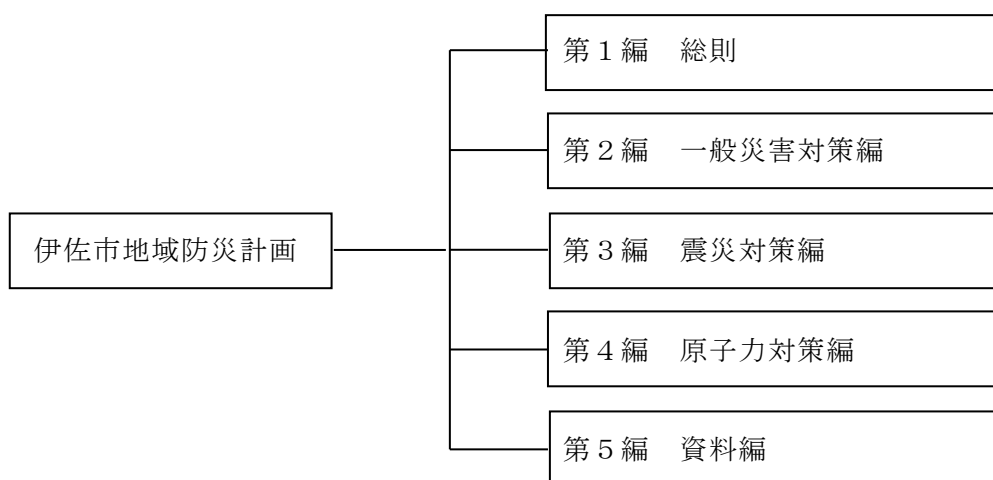 第１編　総則
第２編　一般災害対策編
伊佐市地域防災計画
第３編　震災対策編
第４編　原子力対策編
第５編　資料編